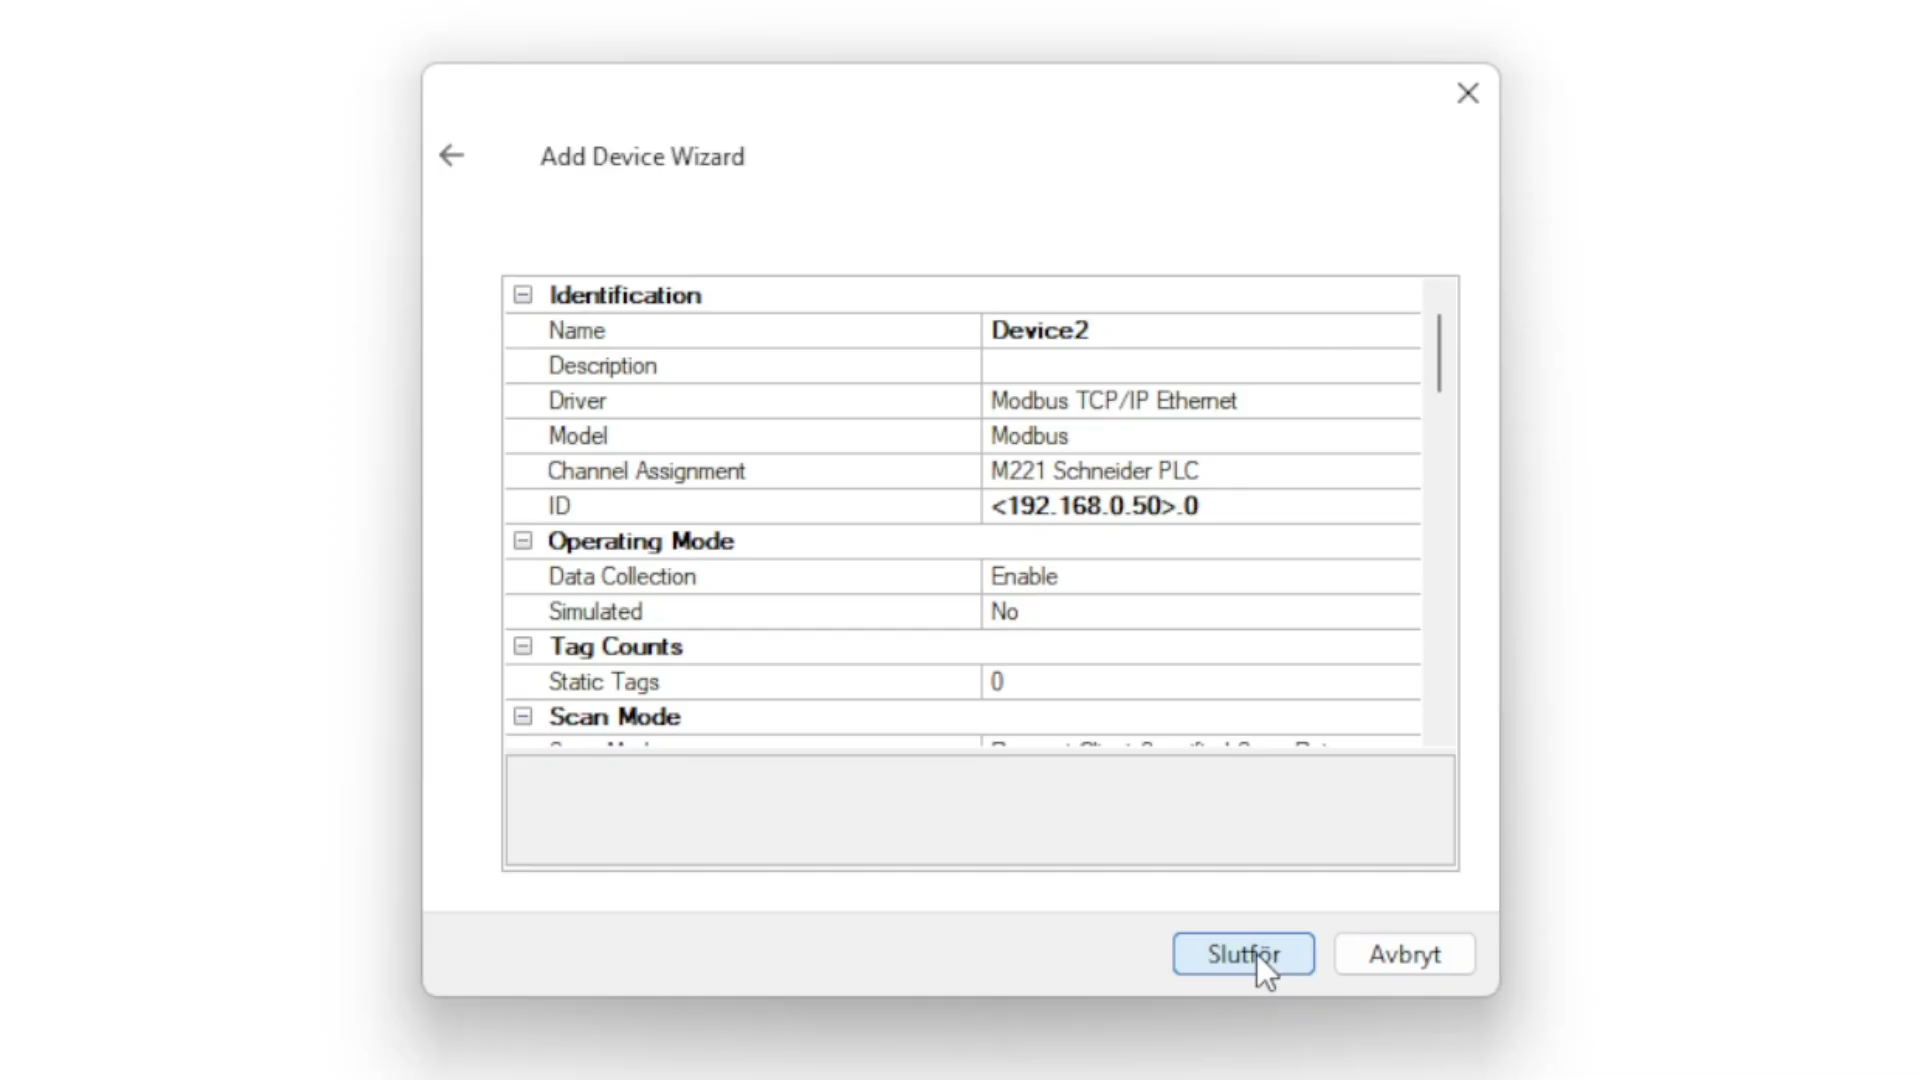 Add Device Wizard
Identification
Name Device2
Description
Driver Modbus TCP/IP Ethernet
Model Modbus
Channel Assignment M221 Schneider PLC
ID <192.168.0.50>.0
Operating Mode
Data Collection Enable
Simulated No
Tag Counts
Static Tags 0
Scan Mode
Slutför Avbryt